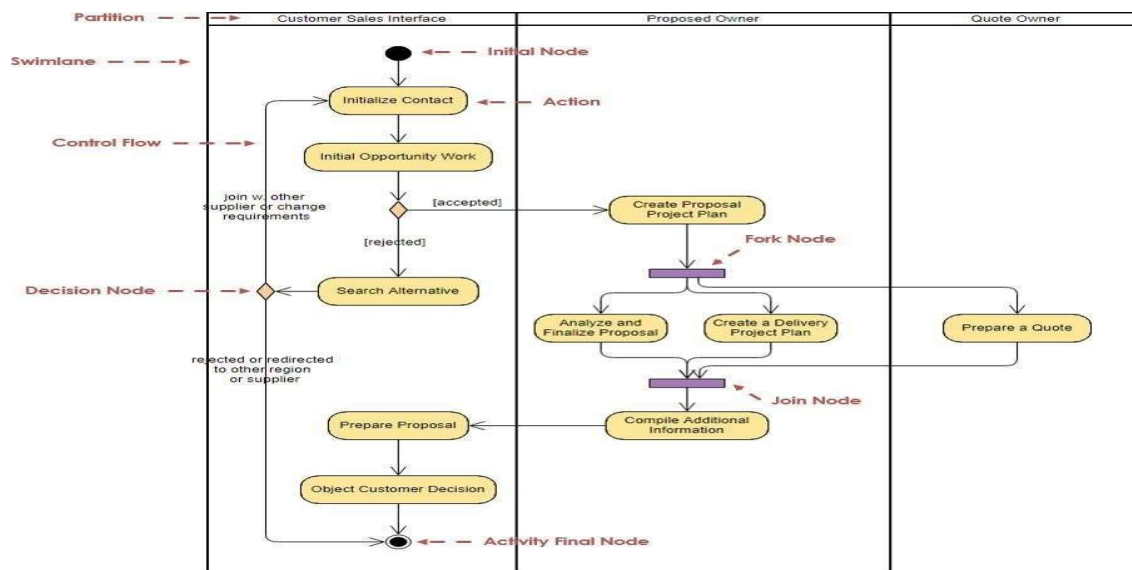 Partition
Customer Sales Interface
Proposed Owner
Quote Owner
Swimlane
Initial Node
Initialize Contact
Action
Control Flow
Initial Opportunity Work
join w. other
supplier or change
requirements
[accepted]
Create Proposal
Project Plan
[rejected]
Fork Node
Decision Node
Search Alternative
Analyze and
Finalize Proposal
Create a Delivery
Project Plan
Prepare a Quote
rejected or redirected
to other region
or supplier
Join Node
Prepare Proposal
Compile Additional
Information
Object Customer Decision
Activity Final Node